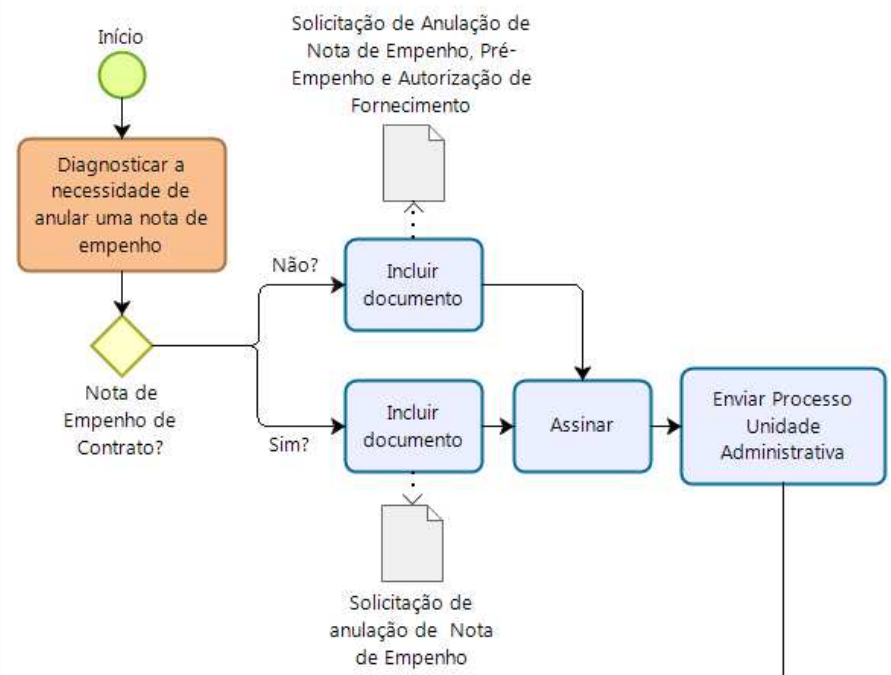 Início
Solicitação de Anulação de
Nota de Empenho, Pré-
Empenho e Autorização de
Fornecimento
Diagnosticar a
necessidade de
anular uma nota de
empenho
Não?
Incluir
documento
Nota de
Empenho de
Contrato?
Sim?
Incluir
documento
Assinar
Enviar Processo
Unidade
Administrativa
Solicitação de
anulação de  Nota
de Empenho